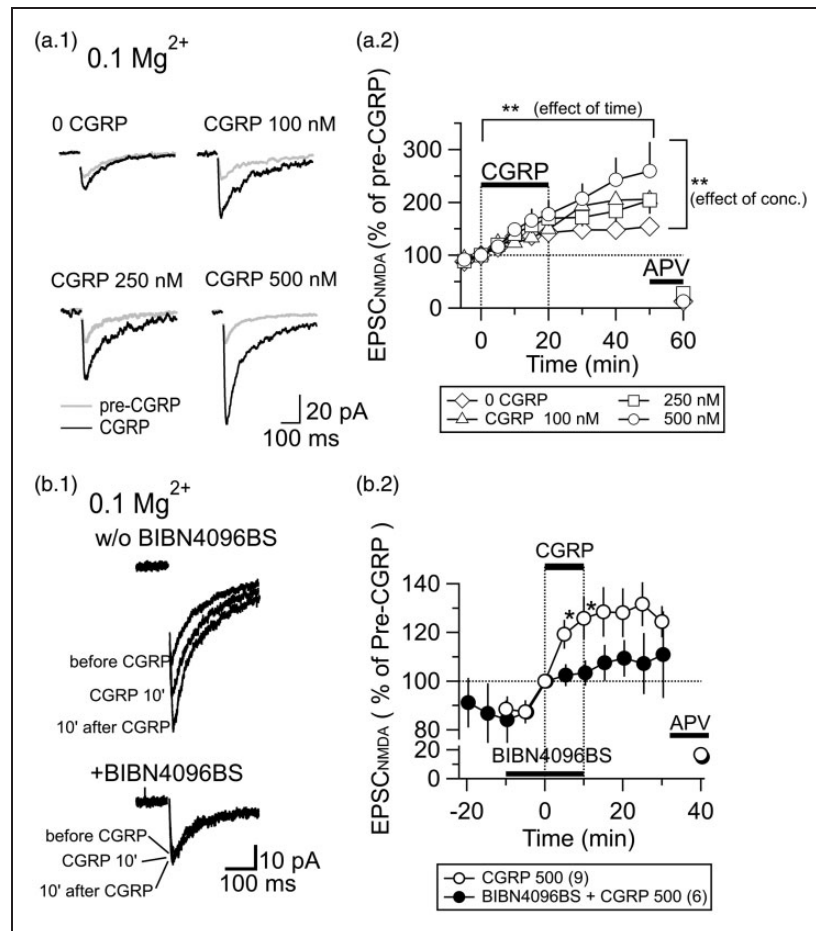 (a.1)
0.1 Mg2+
0 CGRP
CGRP 100 nM
CGRP 250 nM
CGRP 500 nM
pre-CGRP
CGRP
20 pA
100 ms
(a.2)
EPSCNMDA (% of pre-CGRP)
** (effect of time)
300
250
200
150
100
50
0
CGRP
**
(effect of conc.)
APV
0 20 40 60
Time (min)
0 CGRP
250 nM
CGRP 100 nM
500 nM
(b.1)
0.1 Mg2+
w/o BIBN4096BS
before CGRP
CGRP 10'
10' after CGRP
+BIBN4096BS
before CGRP
CGRP 10'
10' after CGRP
10 pA
100 ms
(b.2)
EPSCNMDA ( % of Pre-CGRP )
CGRP
140
120
100
80
20
0
* *
APV
BIBN4096BS
-20 0 20 40
Time (min)
CGRP 500 (9)
BIBN4096BS + CGRP 500 (6)